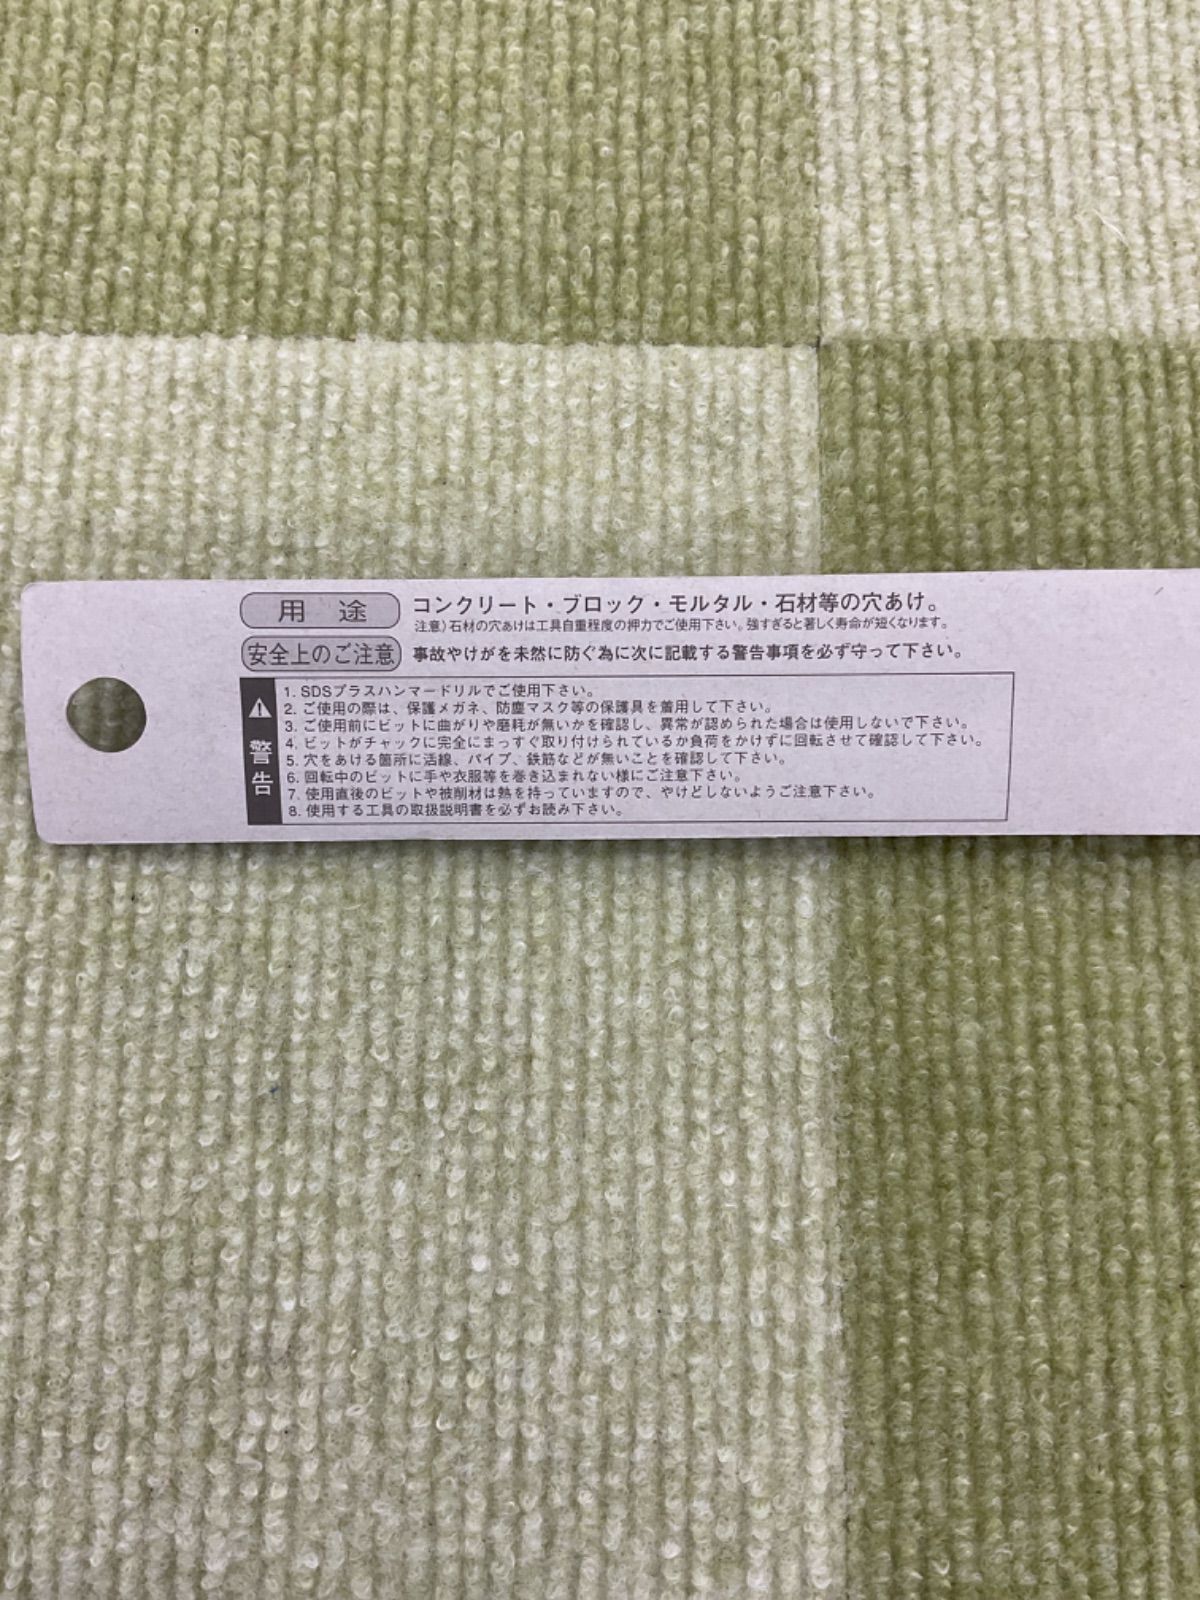 用 途
コンクリート・ブロック・モルタル・石材等の穴あけ。
注意)石材の穴あけは工具自重程度の押力でご使用下さい。強すぎると著しく寿命が短くなります。
安全上のご注意
事故やけがを未然に防ぐ為に次に記載する警告事項を必ず守って下さい。
警告
1. SDSプラスハンマードリルでご使用下さい。
2. ご使用の際は、保護メガネ、防塵マスク等の保護具を着用して下さい。
3. ご使用前にビットに曲がりや磨耗が無いかを確認し、異常が認められた場合は使用しないで下さい。
4. ビットがチャックに完全にまっすぐ取り付けられているか負荷をかけずに回転させて確認して下さい。
5. 穴をあける箇所に活線、パイプ、鉄筋などが無いことを確認して下さい。
6. 回転中のビットに手や衣服等を巻き込まれない様にご注意下さい。
7. 使用直後のビットや被削材は熱を持っていますので、やけどしないようご注意下さい。
8. 使用する工具の取扱説明書を必ずお読み下さい。